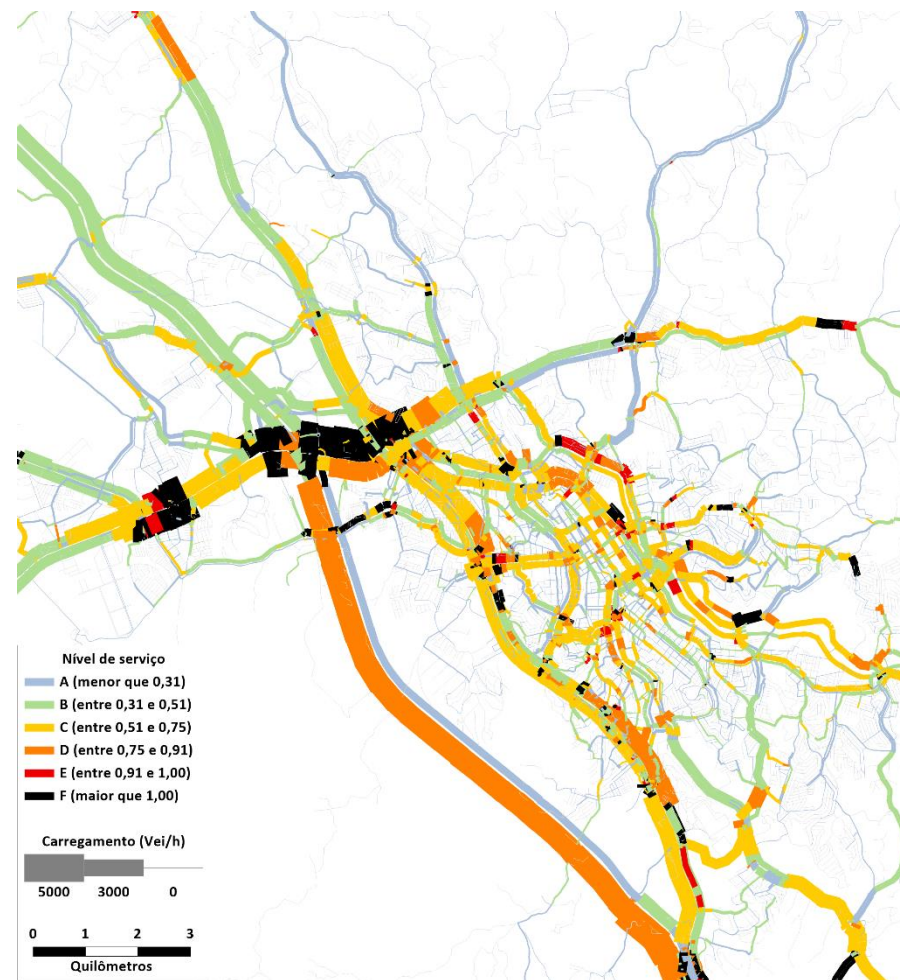 Nível de serviço
A (menor que 0,31)
B (entre 0,31 e 0,51)
C (entre 0,51 e 0,75)
D (entre 0,75 e 0,91)
E (entre 0,91 e 1,00)
F (maior que 1,00)
Carregamento (Vei/h)
5000 3000 0
0 1 2 3
Quilômetros